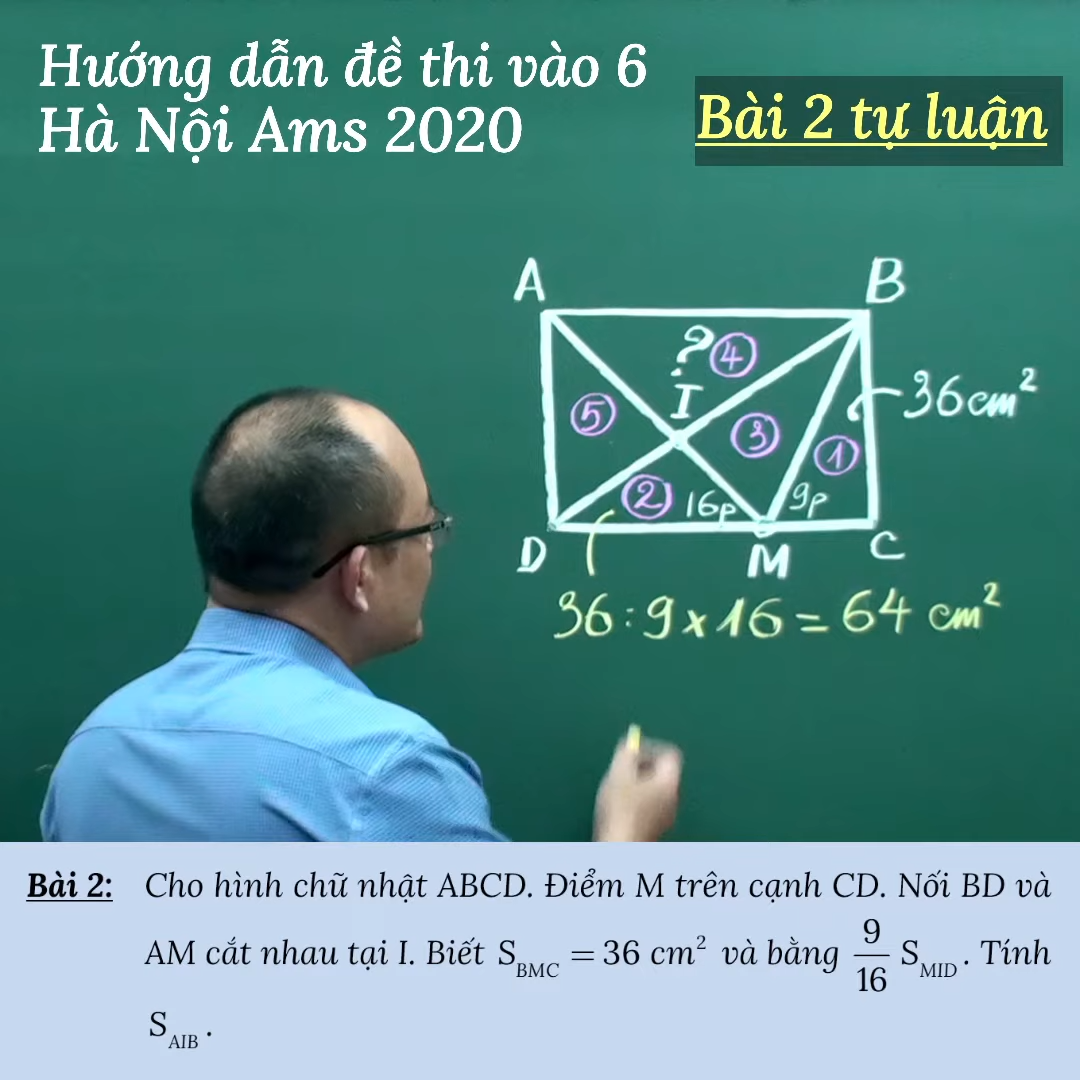 Hướng dẫn đề thi vào 6
Hà Nội Ams 2020
Bài 2 tự luận
A
B
? ④
I
36cm²
⑤
③
①
② 16p
9p
D
M
C
36 : 9 x 16 = 64 cm²
Bài 2: Cho hình chữ nhật ABCD. Điểm M trên cạnh CD. Nối BD và
AM cắt nhau tại I. Biết S_BMC = 36 cm² và bằng 9/16 S_MID. Tính
S_AIB.